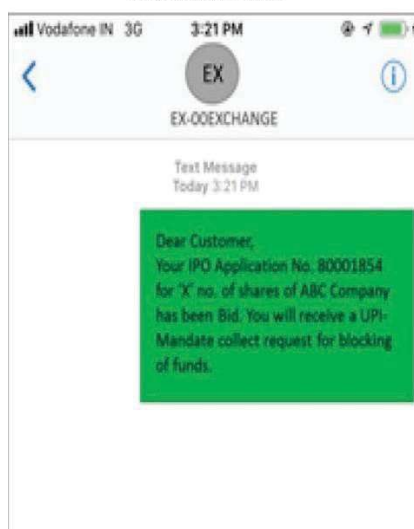 Vodafone IN 3G 3:21 PM
EX
EX-00EXCHANGE
Text Message
Today 3:21 PM
Dear Customer,
Your IPO Application No. 80001854
for 'X' no. of shares of ABC Company
has been Bid. You will receive a UPI-
Mandate collect request for blocking
of funds.